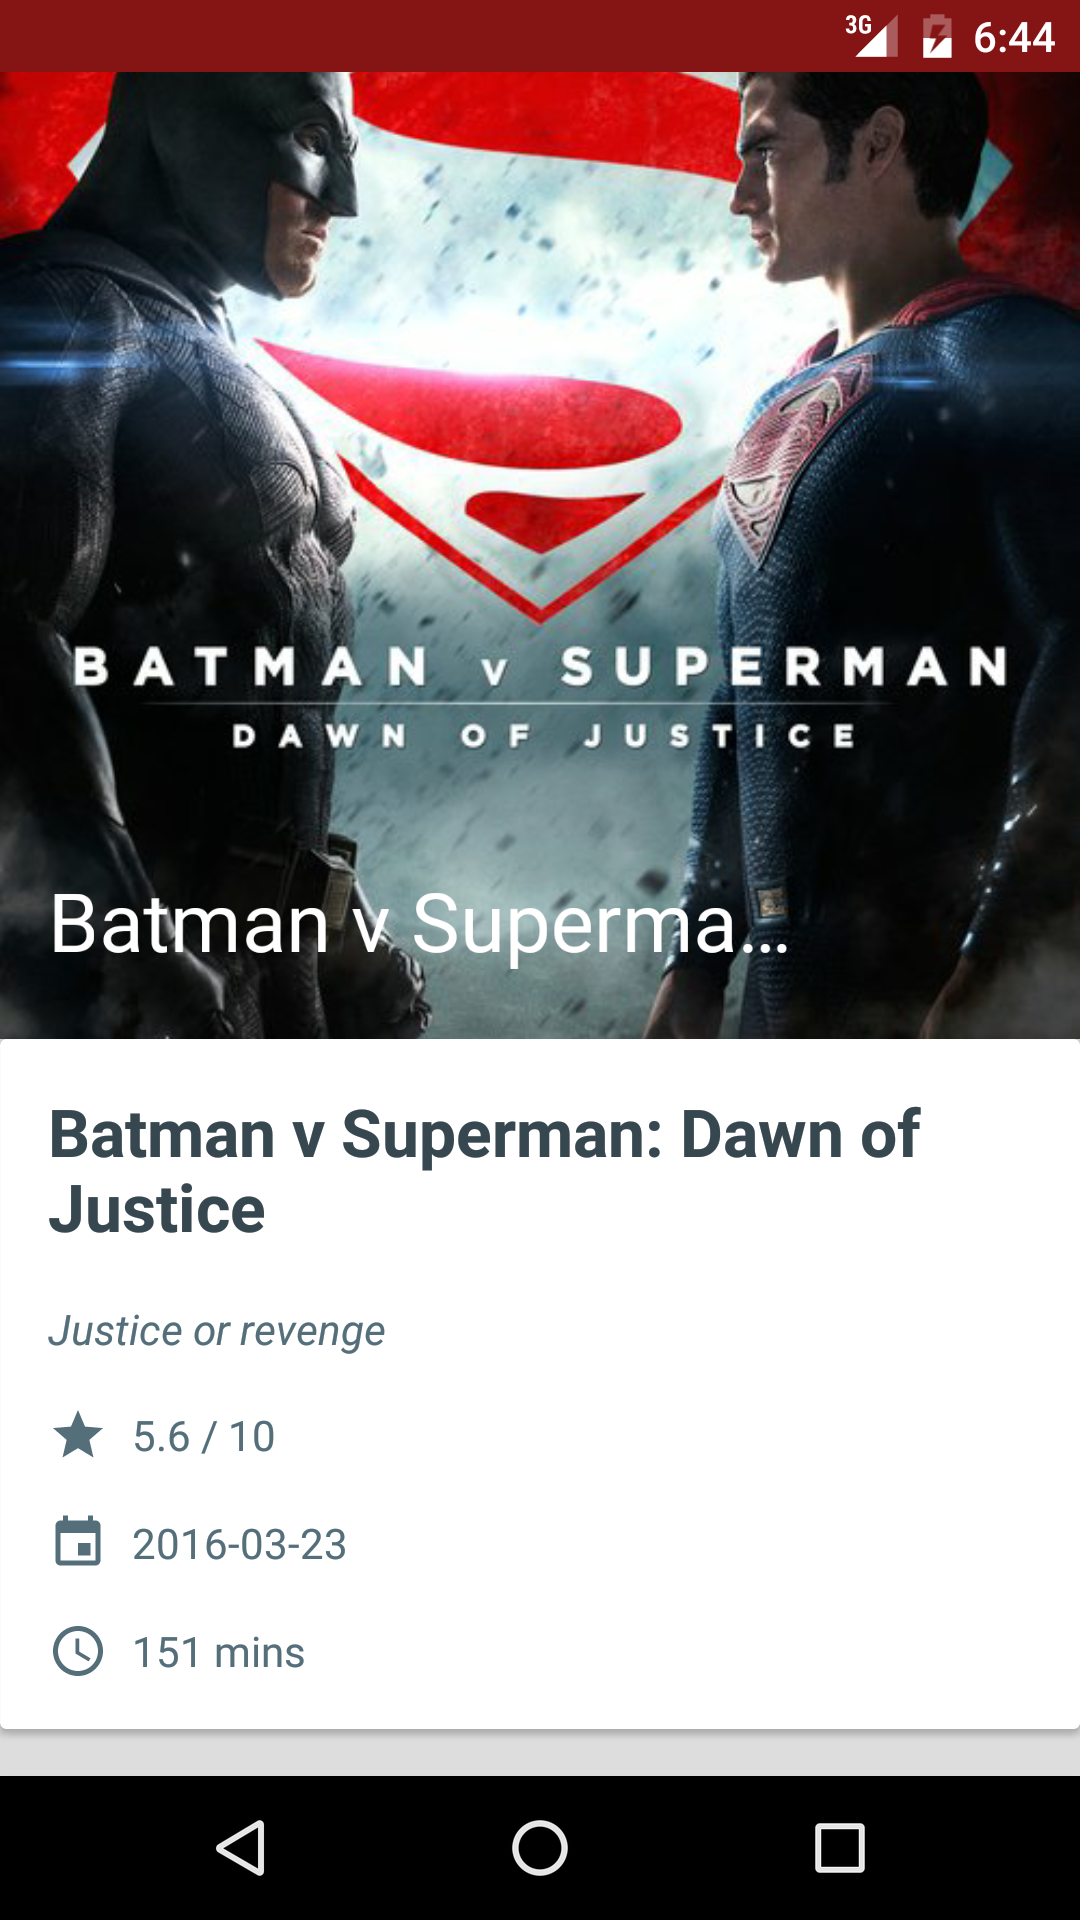 3G 6:44
BATMAN v SUPERMAN
DAWN OF JUSTICE
Batman v Superma...
Batman v Superman: Dawn of
Justice
Justice or revenge
5.6 / 10
2016-03-23
151 mins